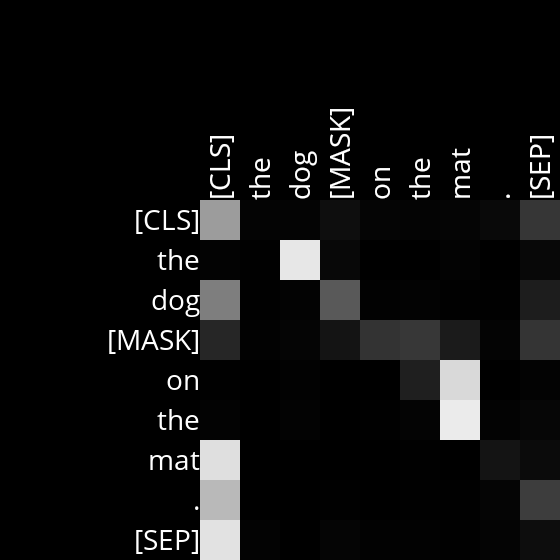 [CLS] the dog [MASK] on the mat . [SEP]
[CLS]
the
dog
[MASK]
on
the
mat
.
[SEP]